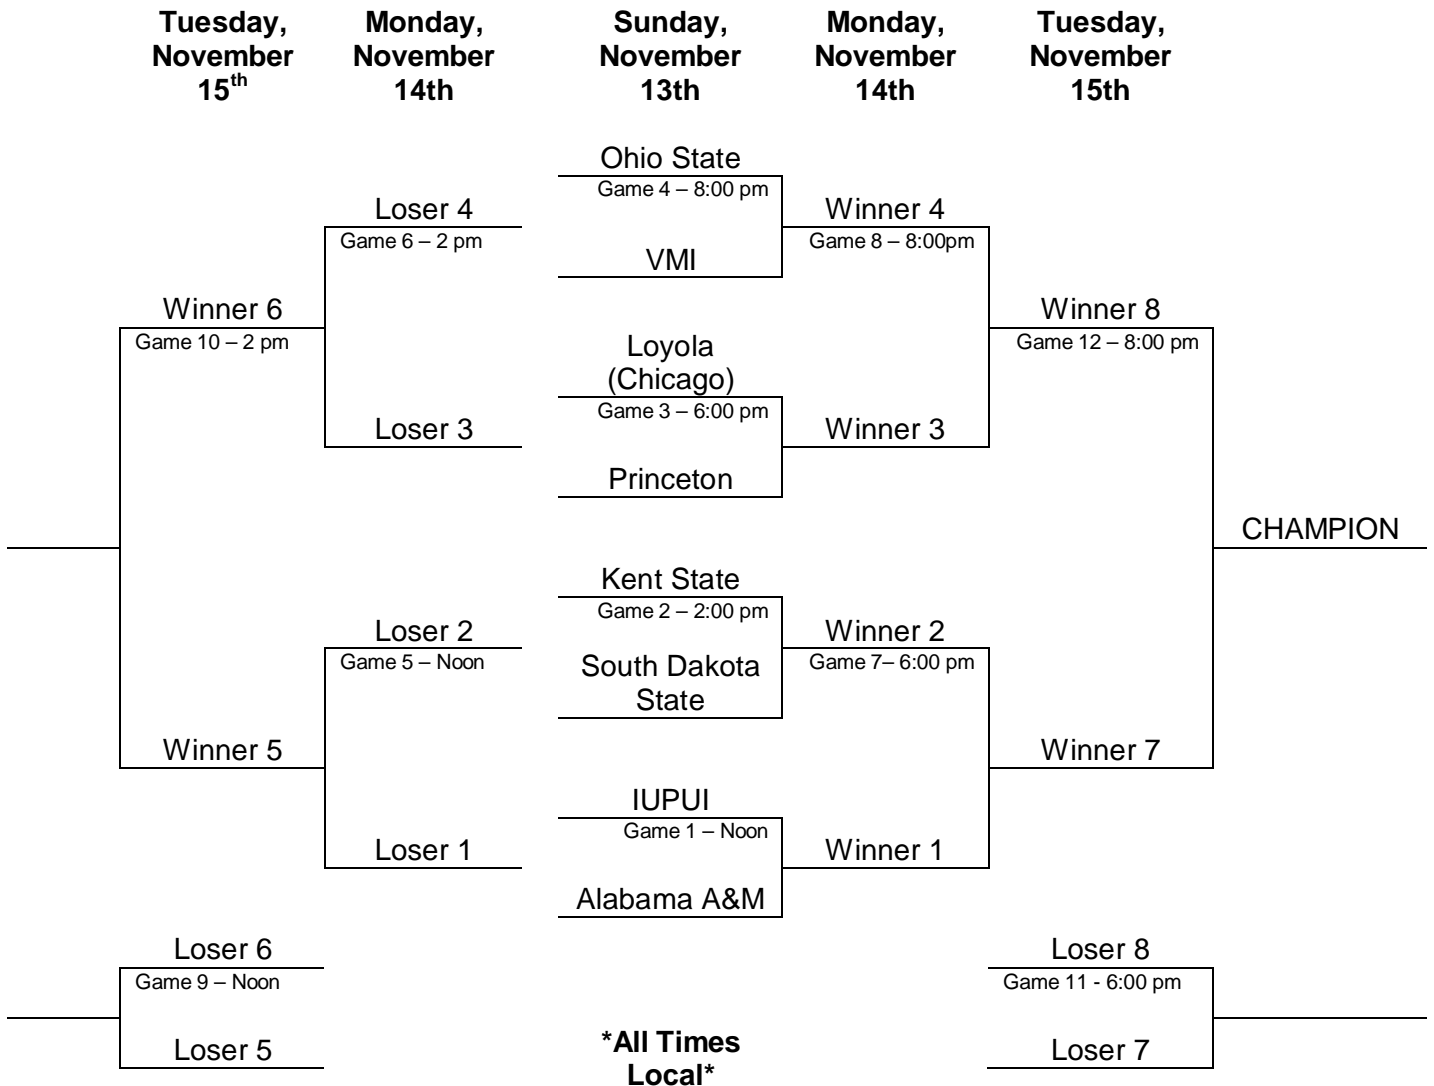 Tuesday, November 15th
Monday, November 14th
Sunday, November 13th
Monday, November 14th
Tuesday, November 15th
Ohio State
Game 4 – 8:00 pm
Loser 4
Winner 4
Game 6 – 2 pm
Game 8 – 8:00pm
VMI
Winner 6
Winner 8
Game 10 – 2 pm
Game 12 – 8:00 pm
Loyola
(Chicago)
Game 3 – 6:00 pm
Loser 3
Winner 3
Princeton
CHAMPION
Kent State
Game 2 – 2:00 pm
Loser 2
Winner 2
Game 5 – Noon
Game 7– 6:00 pm
South Dakota
State
Winner 5
Winner 7
IUPUI
Game 1 – Noon
Loser 1
Winner 1
Alabama A&M
Loser 6
Loser 8
Game 9 – Noon
Game 11 - 6:00 pm
*All Times
Local*
Loser 5
Loser 7